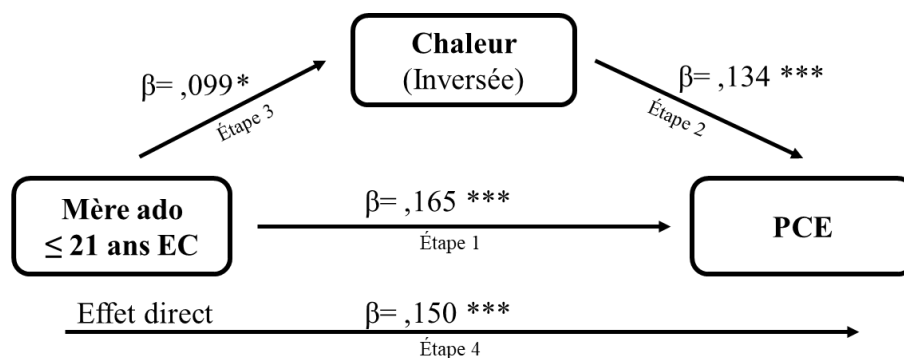 Chaleur
(Inversée)
β= ,099*
Étape 3
β= ,134 ***
Étape 2
Mère ado
≤ 21 ans EC
β= ,165 ***
Étape 1
PCE
Effet direct
β= ,150 ***
Étape 4